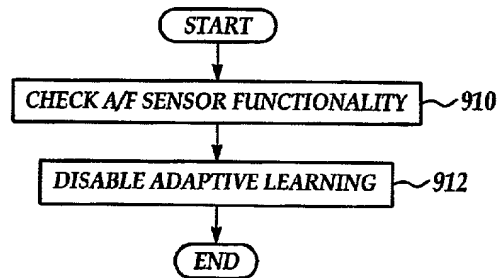 START
CHECK A/F SENSOR FUNCTIONALITY 910
DISABLE ADAPTIVE LEARNING 912
END